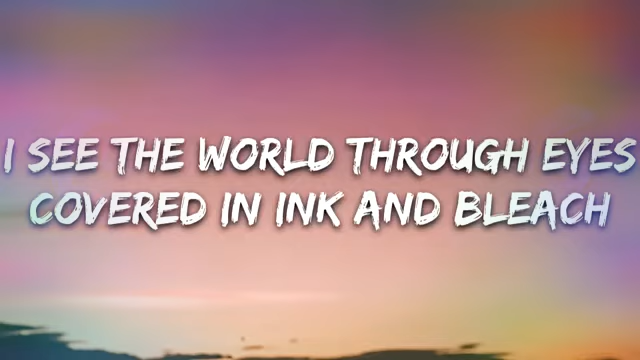 I SEE THE WORLD THROUGH EYES
COVERED IN INK AND BLEACH